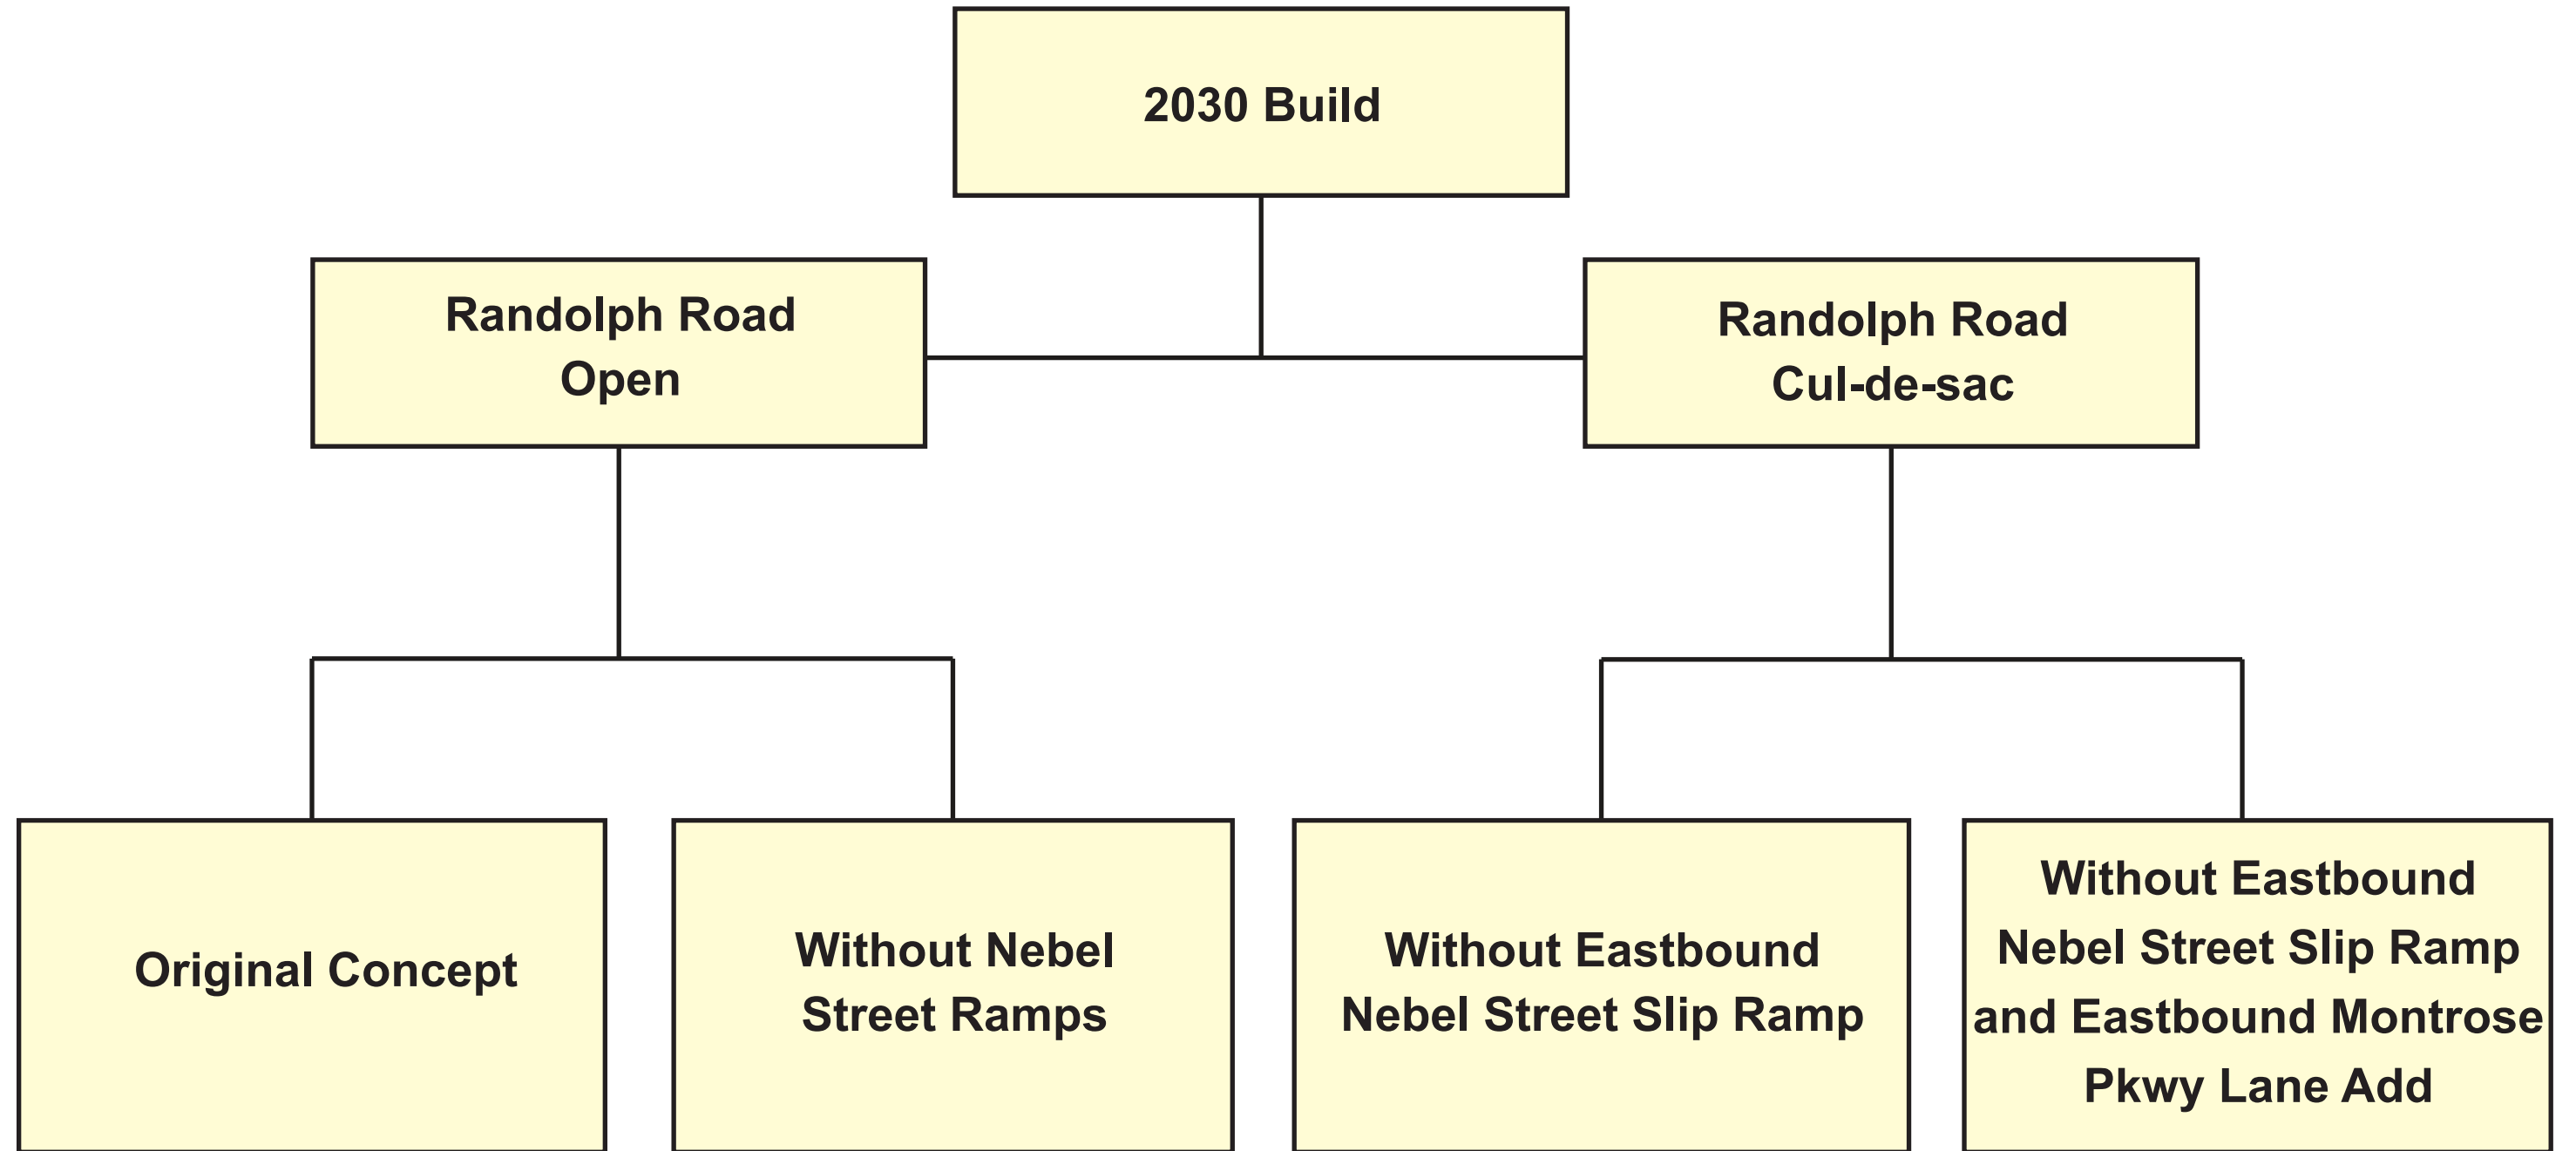 2030 Build
Randolph Road
Open
Randolph Road
Cul-de-sac
Original Concept
Without Nebel
Street Ramps
Without Eastbound
Nebel Street Slip Ramp
Without Eastbound
Nebel Street Slip Ramp
and Eastbound Montrose
Pkwy Lane Add